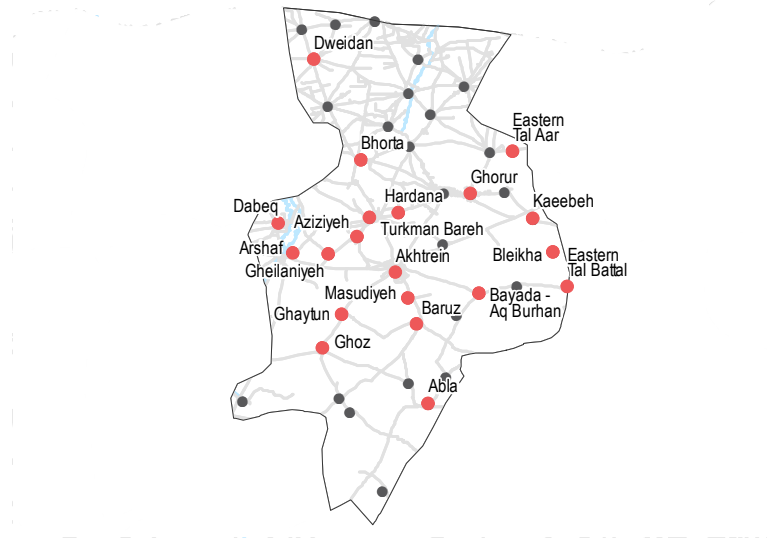 Dweidan
Eastern
Tal Aar
Bhorta
Ghorur
Hardana
Kaeebeh
Dabeq
Aziziyeh
Turkman Bareh
Arshaf
Bleikha
Eastern
Tal Battal
Akhtrein
Gheilaniyeh
Masudiyeh
Bayada -
Aq Burhan
Baruz
Ghaytun
Ghoz
Abla